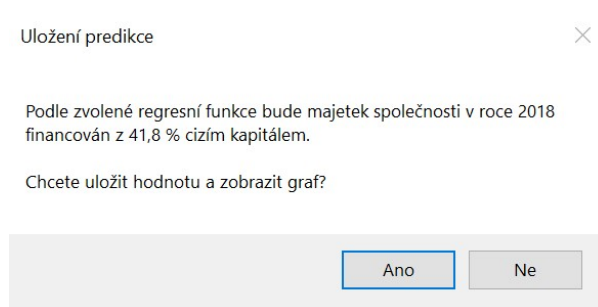 Uložení predikce
Podle zvolené regresní funkce bude majetek společnosti v roce 2018
financován z 41,8 % cizím kapitálem.
Chcete uložit hodnotu a zobrazit graf?
Ano
Ne